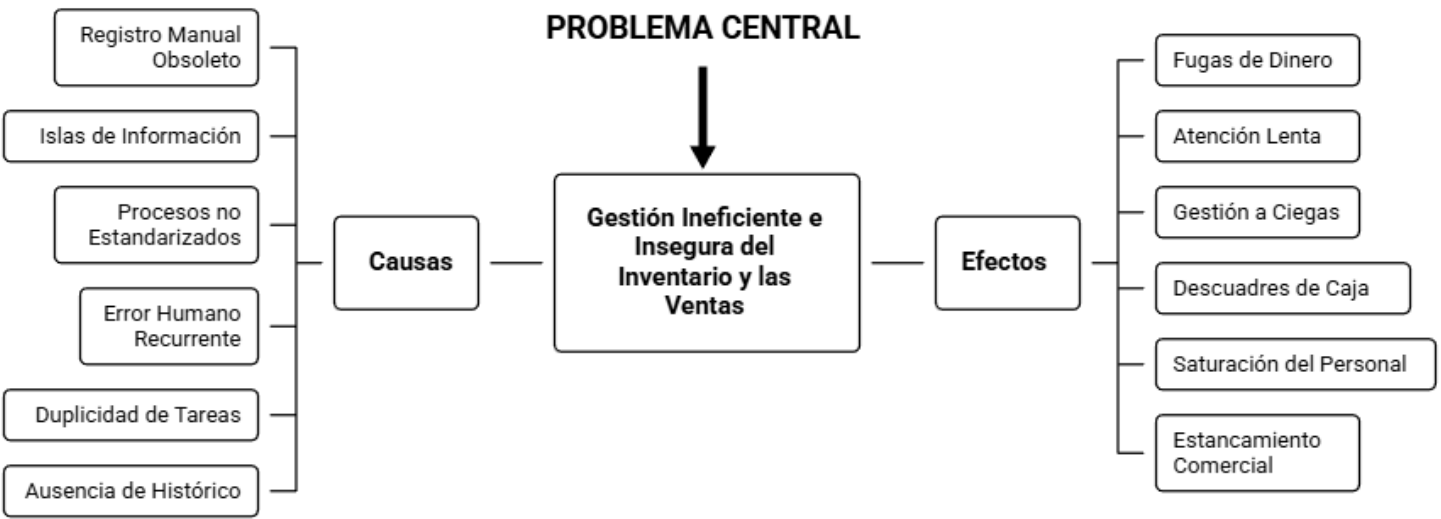 PROBLEMA CENTRAL
Registro Manual
Obsoleto
Islas de Información
Procesos no
Estandarizados
Error Humano
Recurrente
Duplicidad de Tareas
Ausencia de Histórico
Causas
Gestión Ineficiente e
Insegura del
Inventario y las
Ventas
Efectos
Fugas de Dinero
Atención Lenta
Gestión a Ciegas
Descuadres de Caja
Saturación del Personal
Estancamiento
Comercial